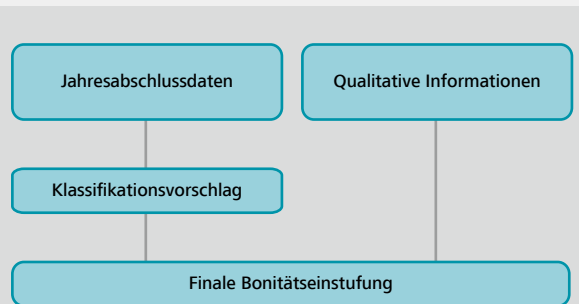 Jahresabschlussdaten
Qualitative Informationen
Klassifikationsvorschlag
Finale Bonitätseinstufung